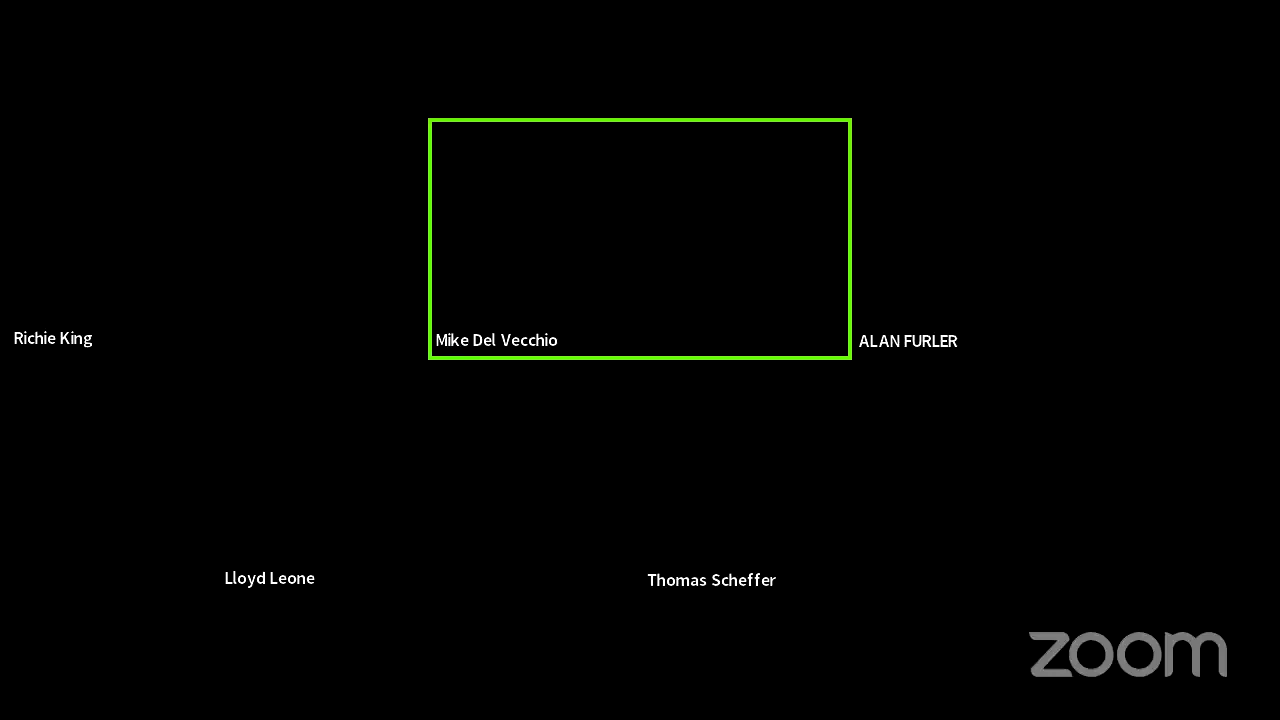 Richie King
Mike Del Vecchio
ALAN FURLER
Lloyd Leone
Thomas Scheffer
zoom